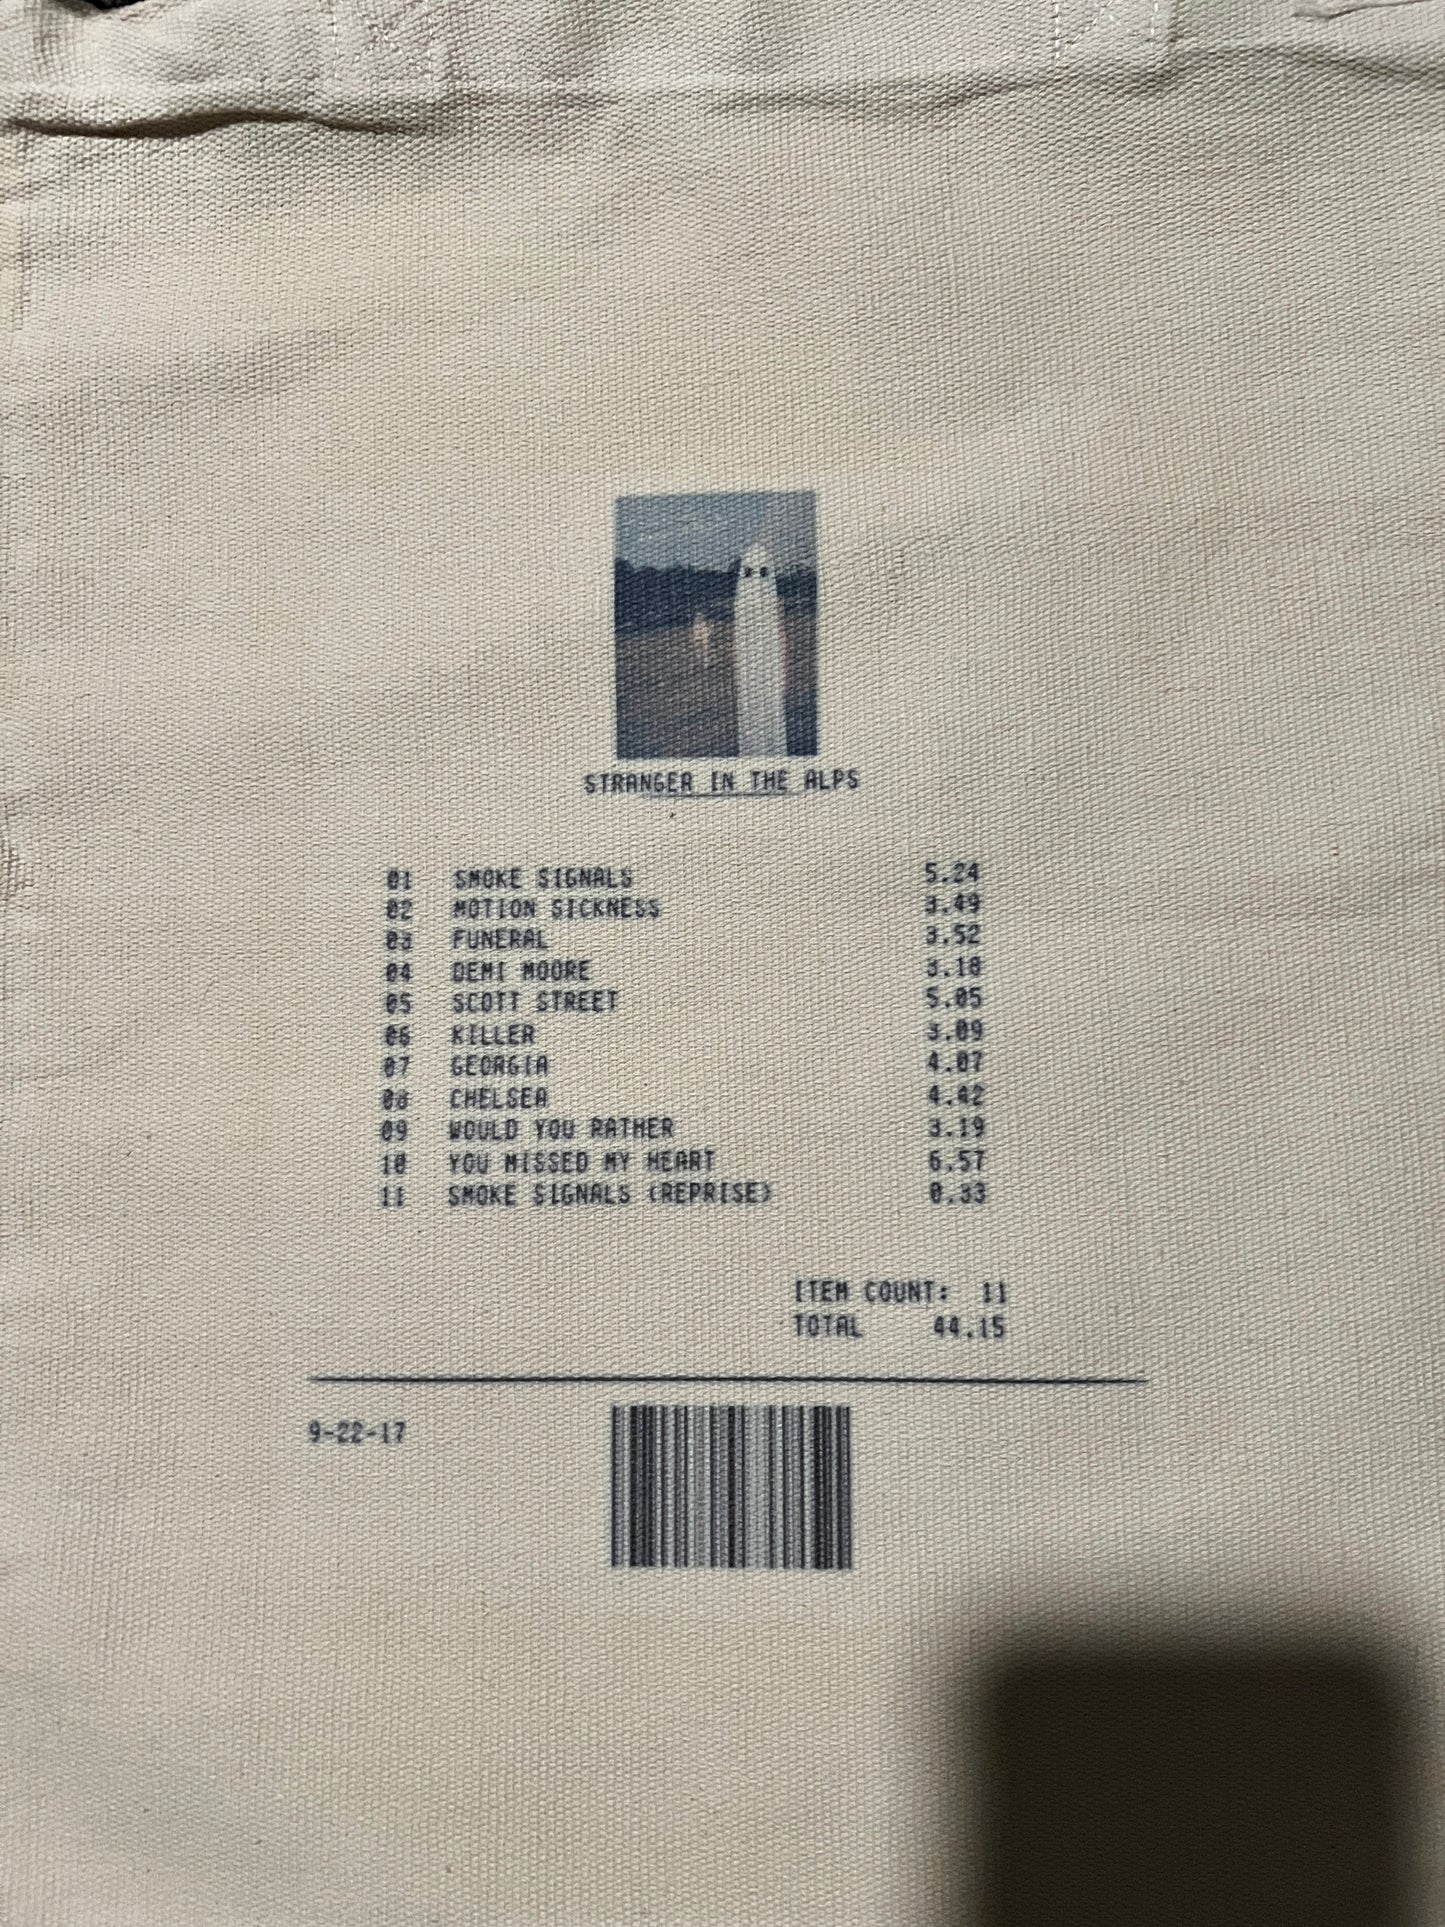 STRANGER IN THE ALPS
01 SMOKE SIGNALS 5.24
02 MOTION SICKNESS 3.49
03 FUNERAL 3.52
04 DEMI MOORE 3.18
05 SCOTT STREET 5.05
06 KILLER 3.09
07 GEORGIA 4.07
08 CHELSEA 4.42
09 WOULD YOU RATHER 3.19
10 YOU MISSED MY HEART 6.57
11 SMOKE SIGNALS (REPRISE) 0.33
ITEM COUNT: 11
TOTAL 44.15
9-22-17